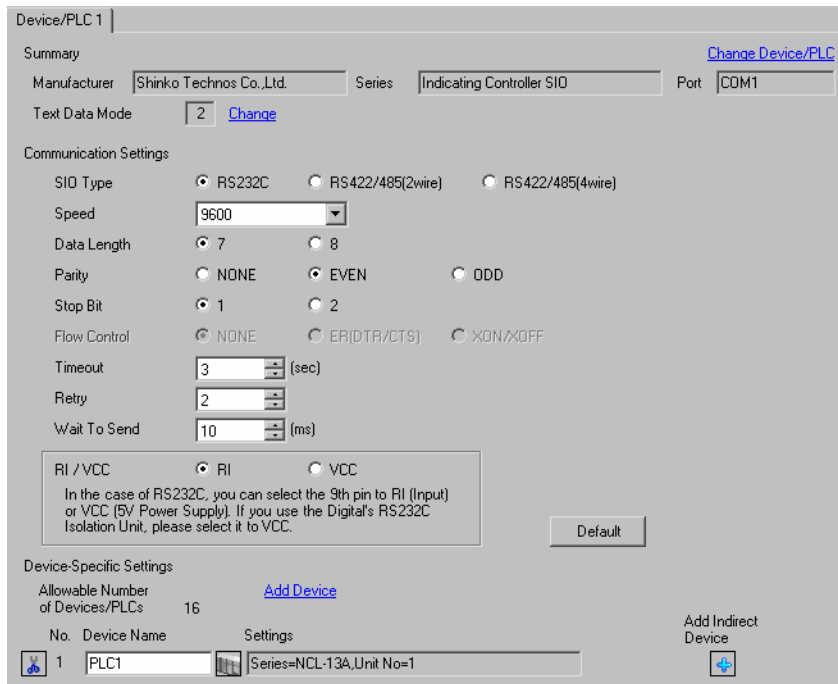 Device/PLC 1
Summary
Change Device/PLC
Manufacturer Shinko Technos Co.,Ltd. Series Indicating Controller SIO Port COM1
Text Data Mode 2 Change
Communication Settings
SIO Type RS232C RS422/485(2wire) RS422/485(4wire)
Speed 9600
Data Length 7 8
Parity NONE EVEN ODD
Stop Bit 1 2
Flow Control NONE ER(DTR/CTS) XON/XOFF
Timeout 3 (sec)
Retry 2
Wait To Send 10 (ms)
RI / VCC RI VCC
In the case of RS232C, you can select the 9th pin to RI (Input)
or VCC (5V Power Supply). If you use the Digital's RS232C
Isolation Unit, please select it to VCC.
Default
Device-Specific Settings
Allowable Number
of Devices/PLCs 16
Add Device
Add Indirect
Device
No. Device Name Settings
1 PLC1 Series=NCL-13A,Unit No=1